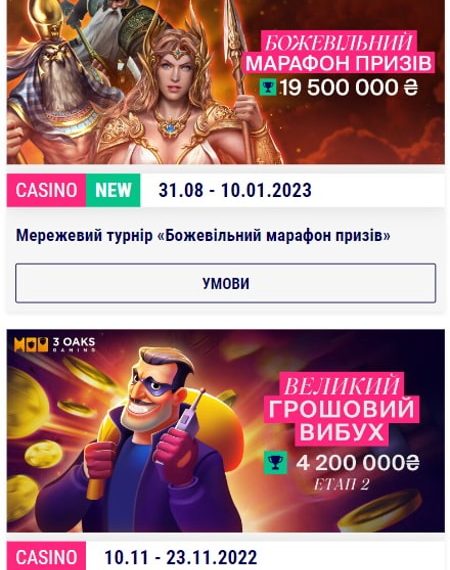 БОЖЕВІЛЬНИЙ
МАРАФОН ПРИЗІВ
19 500 000 ₴
CASINO NEW 31.08 - 10.01.2023
Мережевий турнір «Божевільний марафон призів»
УМОВИ
3 OAKS
GAMING
ВЕЛИКИЙ
ГРОШОВИЙ
ВИБУХ
4 200 000₴
ЕТАП 2
CASINO 10.11 - 23.11.2022